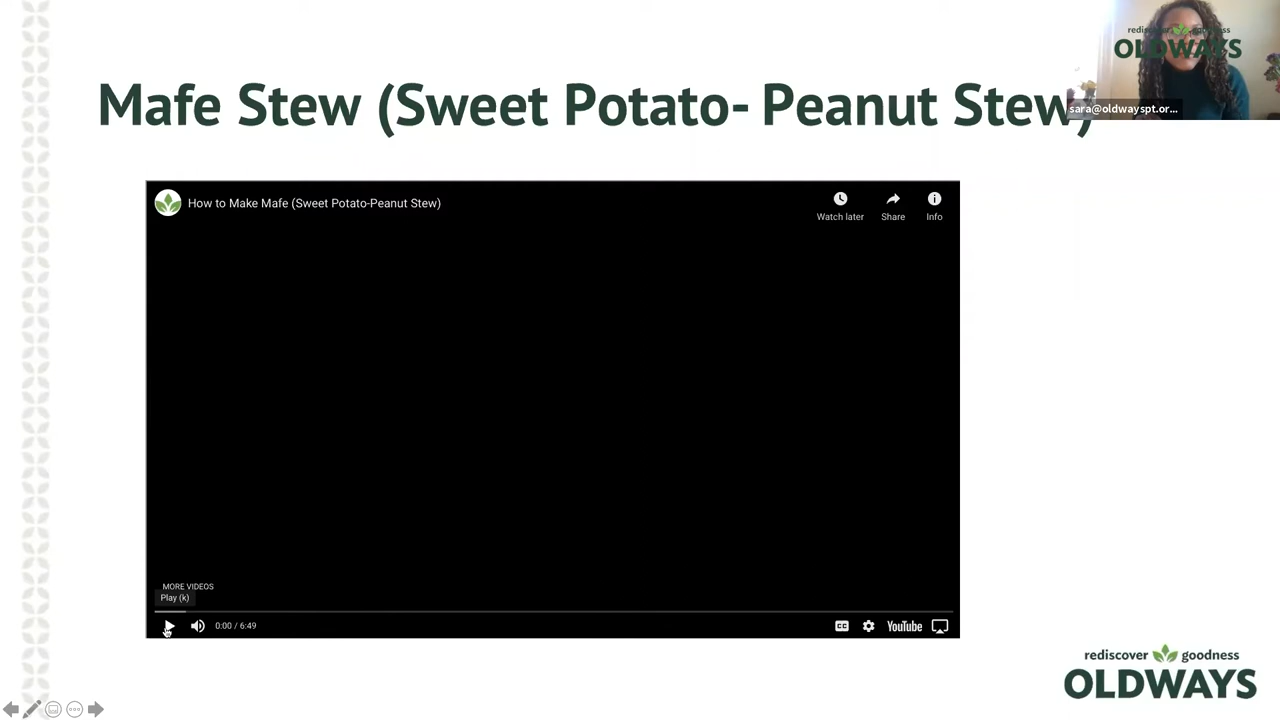 rediscover goodness
OLDWAYS
Mafe Stew (Sweet Potato- Peanut Stew)
sara@oldwayspt.or...
How to Make Mafe (Sweet Potato-Peanut Stew)
Watch later
Share
Info
MORE VIDEOS
Play (k)
0:00 / 6:49
CC
YouTube
rediscover goodness
OLDWAYS